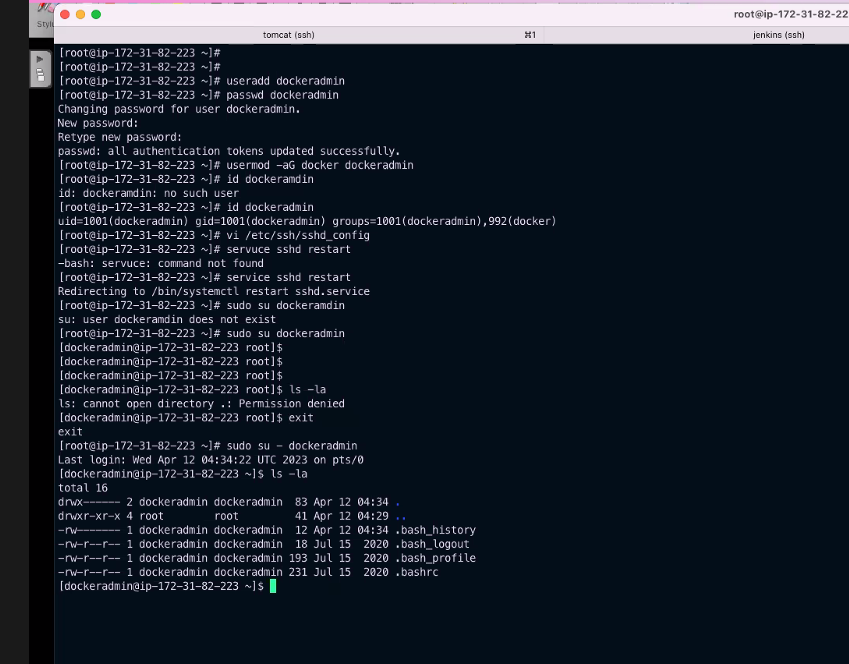 Stylu
root@ip-172-31-82-22
tomcat (ssh)
⌘1
jenkins (ssh)
[root@ip-172-31-82-223 ~]#
[root@ip-172-31-82-223 ~]#
[root@ip-172-31-82-223 ~]# useradd dockeradmin
[root@ip-172-31-82-223 ~]# passwd dockeradmin
Changing password for user dockeradmin.
New password:
Retype new password:
passwd: all authentication tokens updated successfully.
[root@ip-172-31-82-223 ~]# usermod -aG docker dockeradmin
[root@ip-172-31-82-223 ~]# id dockeramdin
id: dockeramdin: no such user
[root@ip-172-31-82-223 ~]# id dockeradmin
uid=1001(dockeradmin) gid=1001(dockeradmin) groups=1001(dockeradmin),992(docker)
[root@ip-172-31-82-223 ~]# vi /etc/ssh/sshd_config
[root@ip-172-31-82-223 ~]# servuce sshd restart
-bash: servuce: command not found
[root@ip-172-31-82-223 ~]# service sshd restart
Redirecting to /bin/systemctl restart sshd.service
[root@ip-172-31-82-223 ~]# sudo su dockeramdin
su: user dockeramdin does not exist
[root@ip-172-31-82-223 ~]# sudo su dockeradmin
[dockeradmin@ip-172-31-82-223 root]$
[dockeradmin@ip-172-31-82-223 root]$
[dockeradmin@ip-172-31-82-223 root]$
[dockeradmin@ip-172-31-82-223 root]$ ls -la
ls: cannot open directory .: Permission denied
[dockeradmin@ip-172-31-82-223 root]$ exit
exit
[root@ip-172-31-82-223 ~]# sudo su - dockeradmin
Last login: Wed Apr 12 04:34:22 UTC 2023 on pts/0
[dockeradmin@ip-172-31-82-223 ~]$ ls -la
total 16
drwx------ 2 dockeradmin dockeradmin  83 Apr 12 04:34 .
drwxr-xr-x 4 root        root         41 Apr 12 04:29 ..
-rw------- 1 dockeradmin dockeradmin  12 Apr 12 04:34 .bash_history
-rw-r--r-- 1 dockeradmin dockeradmin  18 Jul 15  2020 .bash_logout
-rw-r--r-- 1 dockeradmin dockeradmin 193 Jul 15  2020 .bash_profile
-rw-r--r-- 1 dockeradmin dockeradmin 231 Jul 15  2020 .bashrc
[dockeradmin@ip-172-31-82-223 ~]$